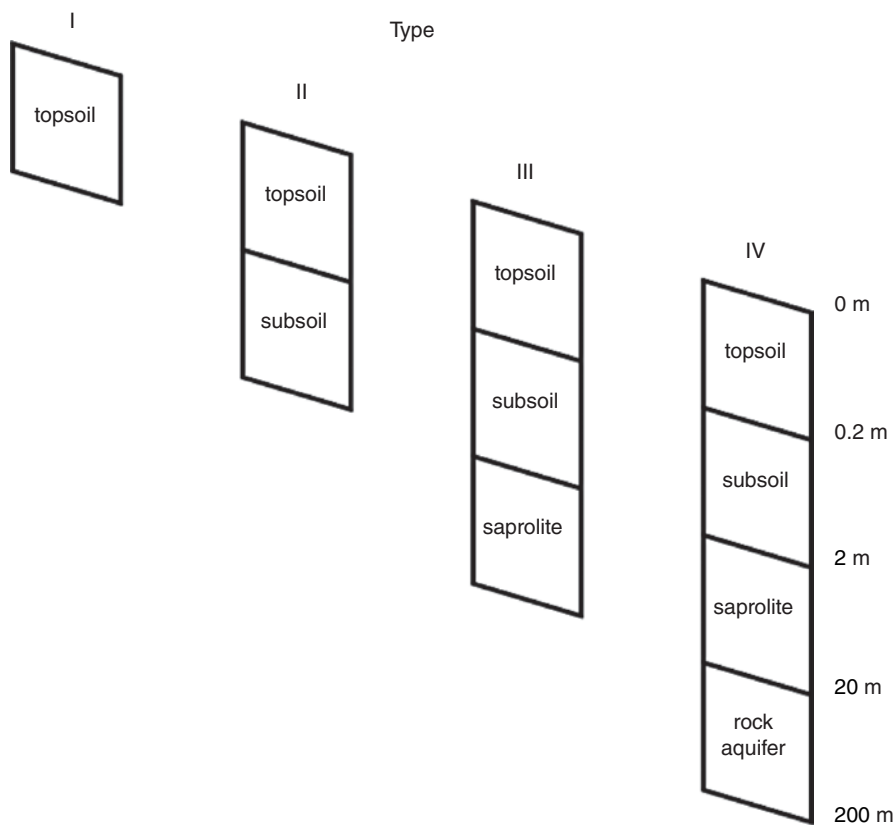 I
Type
topsoil
II
topsoil
subsoil
III
topsoil
subsoil
saprolite
IV
0 m
topsoil
0.2 m
subsoil
2 m
saprolite
20 m
rock
aquifer
200 m